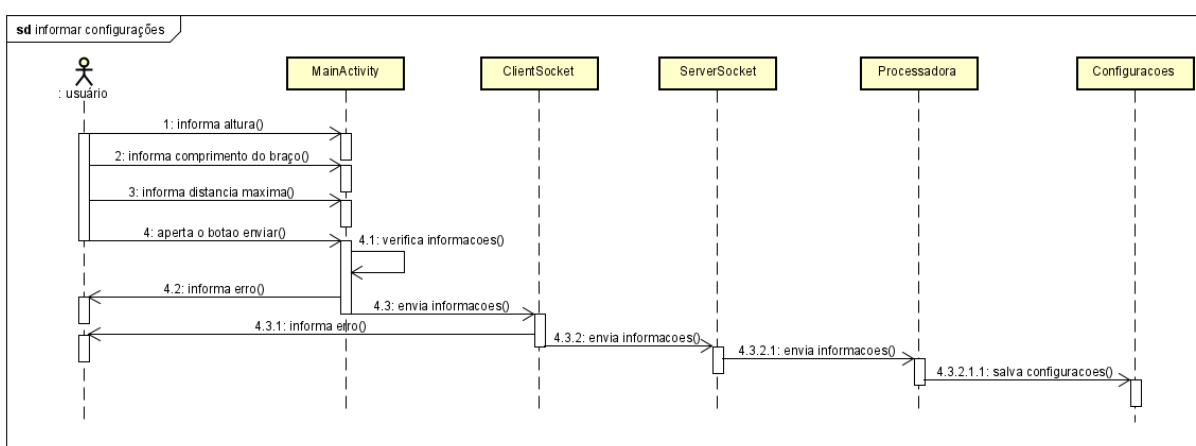 sd informar configurações
: usuário
MainActivity
ClientSocket
ServerSocket
Processadora
Configuracoes
1: informa altura()
2: informa comprimento do braço()
3: informa distancia maxima()
4: aperta o botao enviar()
4.1: verifica informacoes()
4.2: informa erro()
4.3: envia informacoes()
4.3.1: informa erro()
4.3.2: envia informacoes()
4.3.2.1: envia informacoes()
4.3.2.1.1: salva configuracoes()